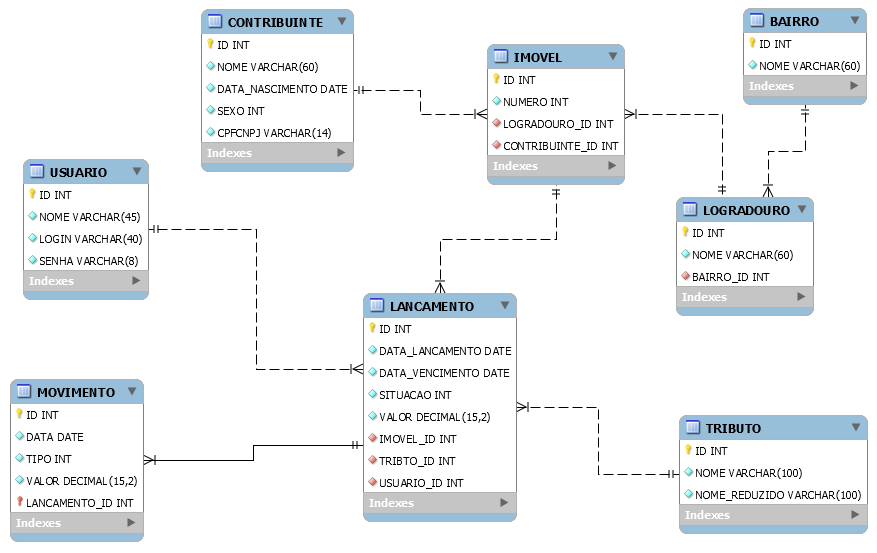 CONTRIBUINTE
ID INT
NOME VARCHAR(60)
DATA_NASCIMENTO DATE
SEXO INT
CPFCNPJ VARCHAR(14)
Indexes
IMOVEL
ID INT
NUMERO INT
LOGRADOURO_ID INT
CONTRIBUINTE_ID INT
Indexes
BAIRRO
ID INT
NOME VARCHAR(60)
Indexes
USUARIO
ID INT
NOME VARCHAR(45)
LOGIN VARCHAR(40)
SENHA VARCHAR(8)
Indexes
LOGRADOURO
ID INT
NOME VARCHAR(60)
BAIRRO_ID INT
Indexes
LANCAMENTO
ID INT
DATA_LANCAMENTO DATE
DATA_VENCIMENTO DATE
SITUACAO INT
VALOR DECIMAL(15,2)
IMOVEL_ID INT
TRIBTO_ID INT
USUARIO_ID INT
Indexes
MOVIMENTO
ID INT
DATA DATE
TIPO INT
VALOR DECIMAL(15,2)
LANCAMENTO_ID INT
Indexes
TRIBUTO
ID INT
NOME VARCHAR(100)
NOME_REDUZIDO VARCHAR(100)
Indexes